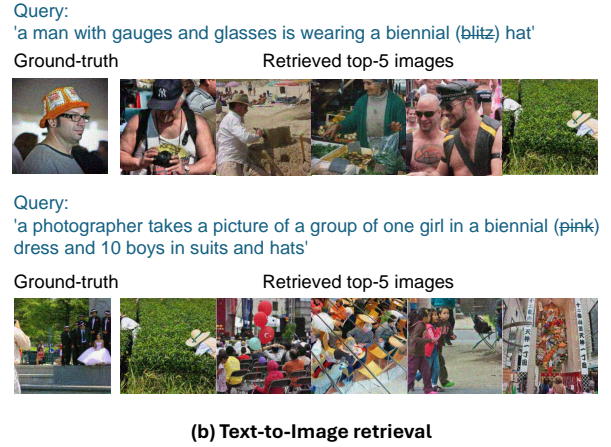 Query:
'a man with gauges and glasses is wearing a biennial (blitz) hat'
Ground-truth
Retrieved top-5 images
Query:
'a photographer takes a picture of a group of one girl in a biennial (pink)
dress and 10 boys in suits and hats'
Ground-truth
Retrieved top-5 images
(b) Text-to-Image retrieval